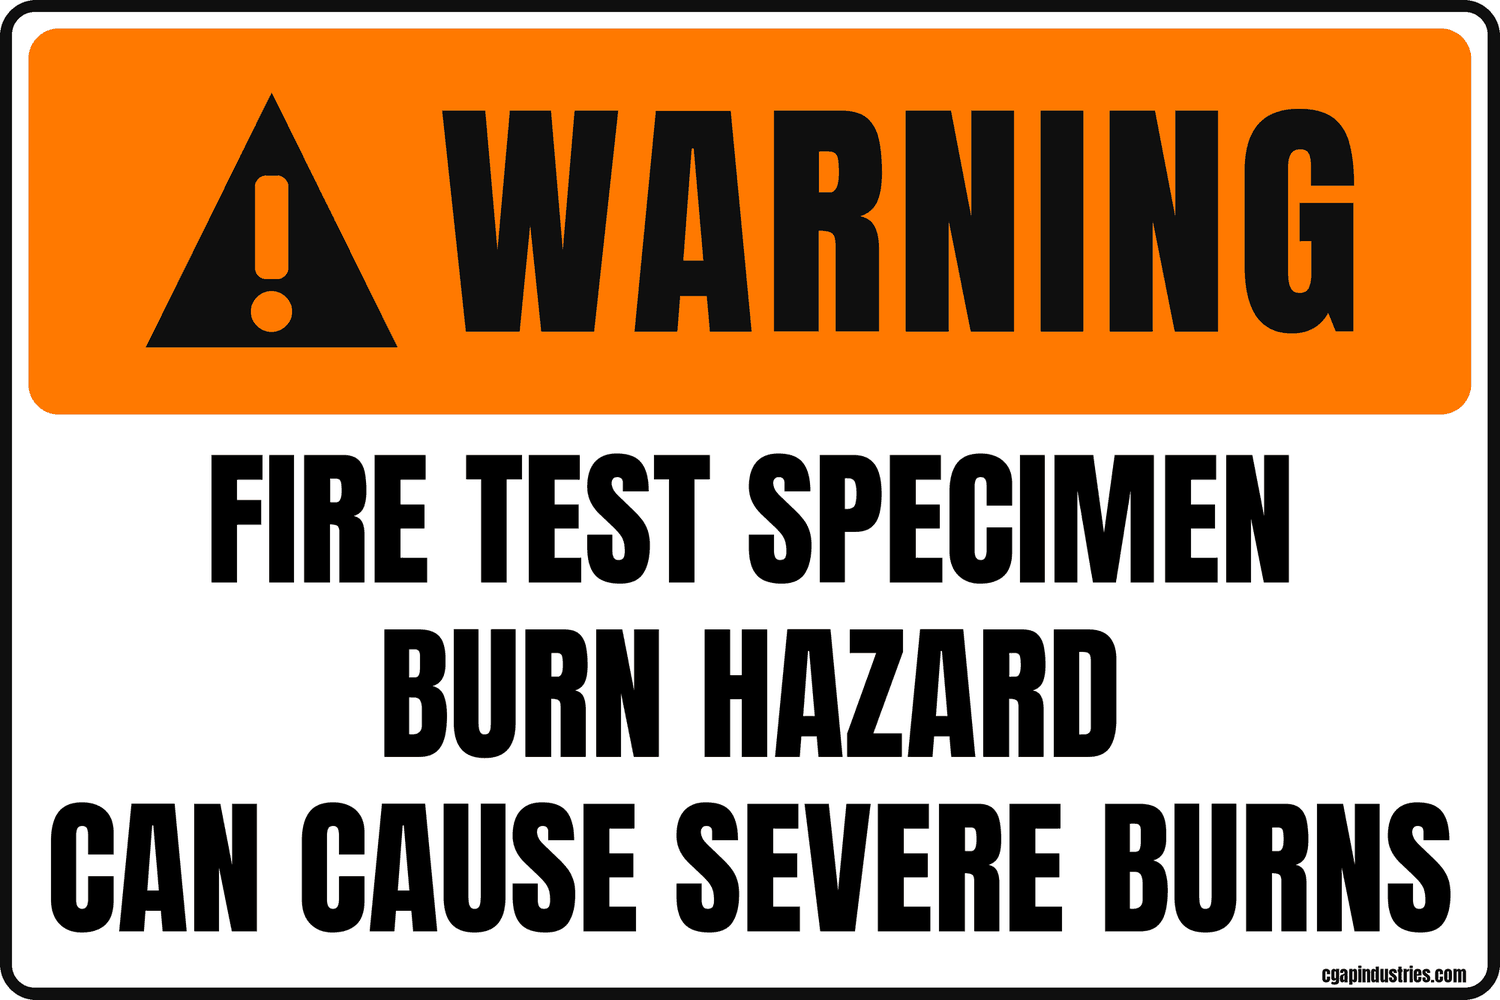 WARNING
FIRE TEST SPECIMEN
BURN HAZARD
CAN CAUSE SEVERE BURNS
cgapindustries.com